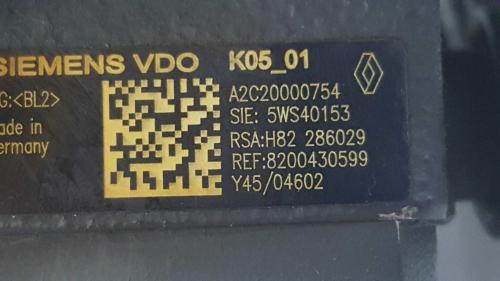 SIEMENS VDO K05_01
G:<BL2> A2C20000754
SIE: 5WS40153
ade in RSA:H82 286029
ermany REF:8200430599
Y45/04602